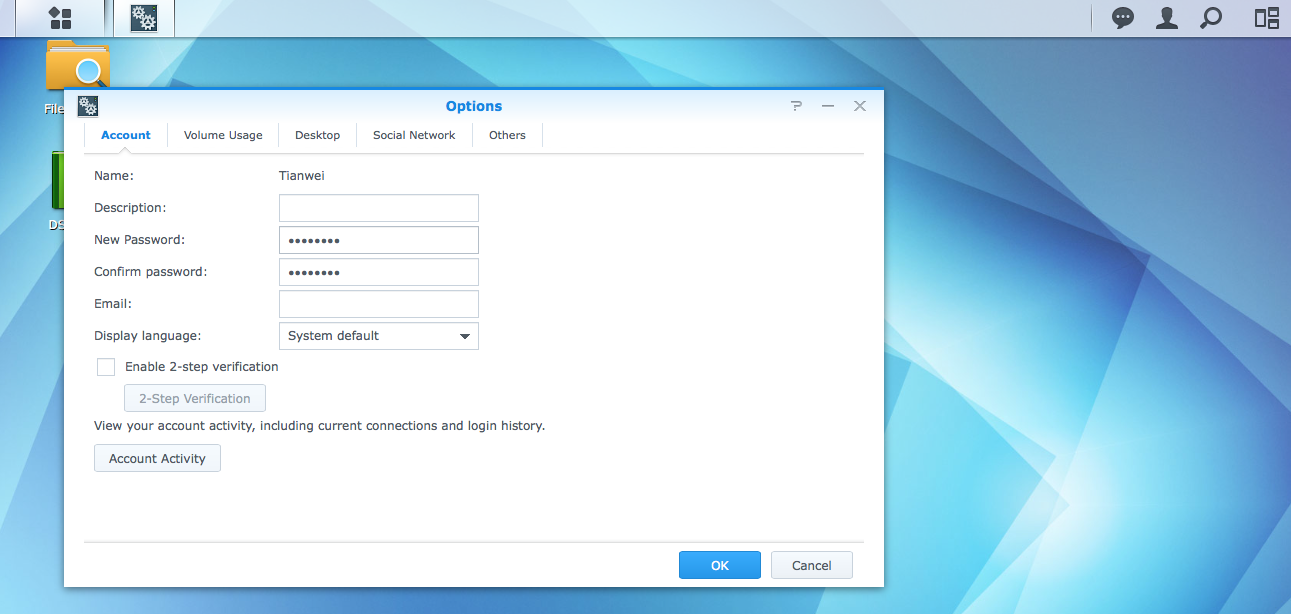 File
Options
Account Volume Usage Desktop Social Network Others
Name: Tianwei
Description:
DS
New Password: ••••••••
Confirm password: ••••••••
Email:
Display language: System default
Enable 2-step verification
2-Step Verification
View your account activity, including current connections and login history.
Account Activity
OK Cancel